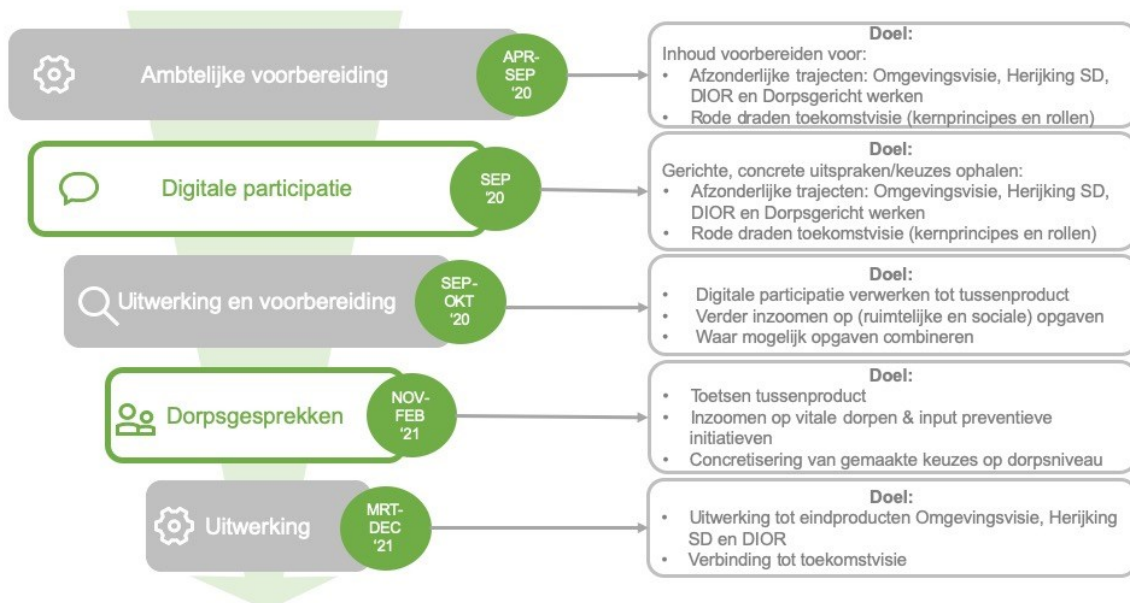 Ambtelijke voorbereiding
APR-
SEP
‘20
Doel:
Inhoud voorbereiden voor:
• Afzonderlijke trajecten: Omgevingsvisie, Herijking SD,
DIOR en Dorpsgericht werken
• Rode draden toekomstvisie (kernprincipes en rollen)
Digitale participatie
SEP
‘20
Doel:
Gerichte, concrete uitspraken/keuzes ophalen:
• Afzonderlijke trajecten: Omgevingsvisie, Herijking SD,
DIOR en Dorpsgericht werken
• Rode draden toekomstvisie (kernprincipes en rollen)
Uitwerking en voorbereiding
SEP-
OKT
‘20
Doel:
• Digitale participatie verwerken tot tussenproduct
• Verder inzoomen op (ruimtelijke en sociale) opgaven
• Waar mogelijk opgaven combineren
Dorpsgesprekken
NOV-
FEB
‘21
Doel:
• Toetsen tussenproduct
• Inzoomen op vitale dorpen & input preventieve
initiatieven
• Concretisering van gemaakte keuzes op dorpsniveau
Uitwerking
MRT-
DEC
‘21
Doel:
• Uitwerking tot eindproducten Omgevingsvisie, Herijking
SD en DIOR
• Verbinding tot toekomstvisie